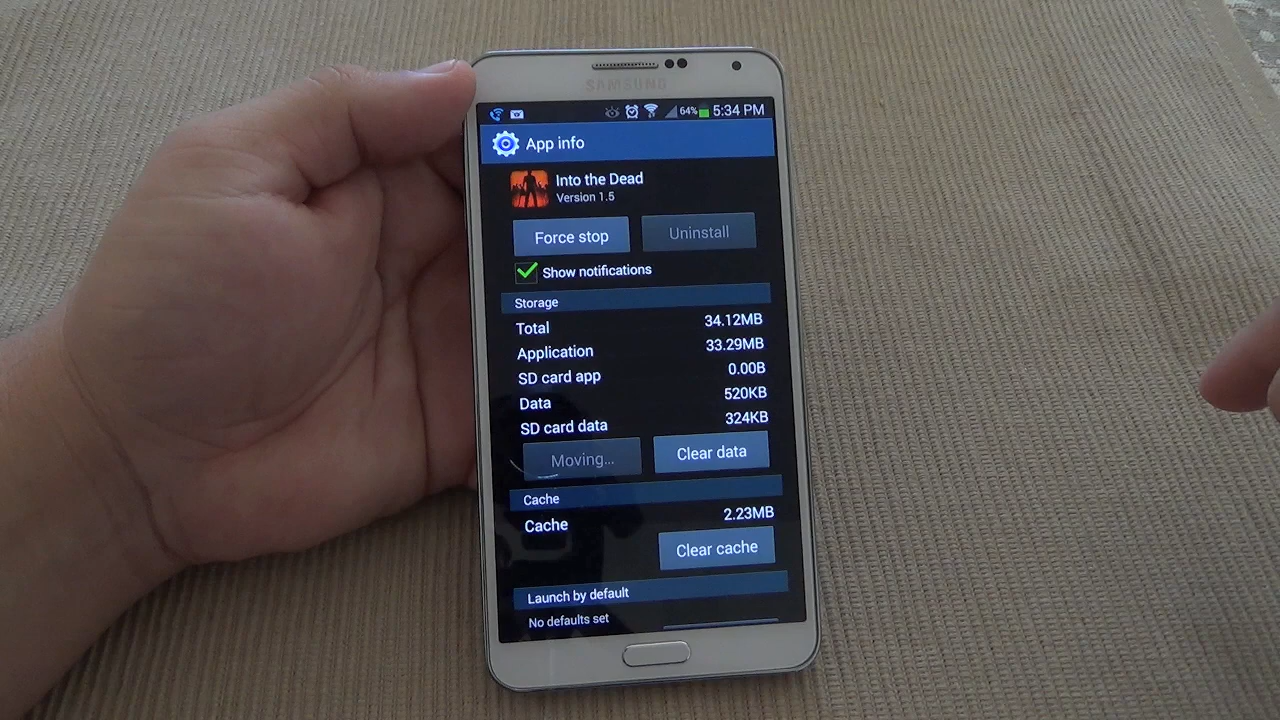 SAMSUNG
64% 5:34 PM
App info
Into the Dead
Version 1.5
Force stop Uninstall
Show notifications
Storage
Total 34.12MB
Application 33.29MB
SD card app 0.00B
Data 520KB
SD card data 324KB
Moving... Clear data
Cache
Cache 2.23MB
Clear cache
Launch by default
No defaults set